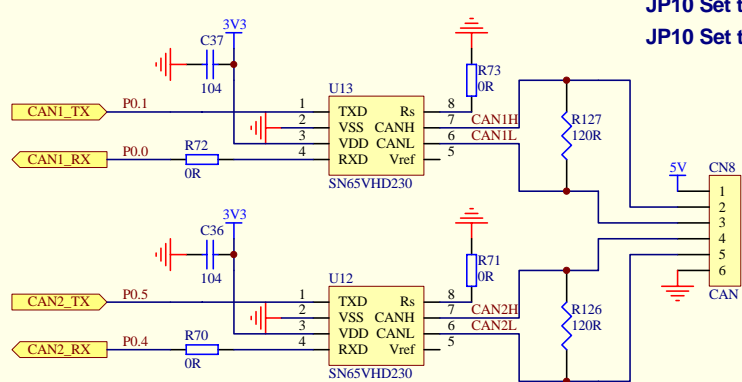 JP10 Set t
JP10 Set t
3V3
C37
104
R73
0R
U13
CAN1_TX P0.1 1 TXD Rs 8
2 VSS CANH 7 CAN1H
3 VDD CANL 6 CAN1L
CAN1_RX P0.0 R72 4 RXD Vref 5
0R
SN65VHD230
R127
120R
5V
CN8
1
2
3
4
5
6
CAN
3V3
C36
104
R71
0R
U12
CAN2_TX P0.5 1 TXD Rs 8
2 VSS CANH 7 CAN2H
3 VDD CANL 6 CAN2L
CAN2_RX P0.4 R70 4 RXD Vref 5
0R
SN65VHD230
R126
120R